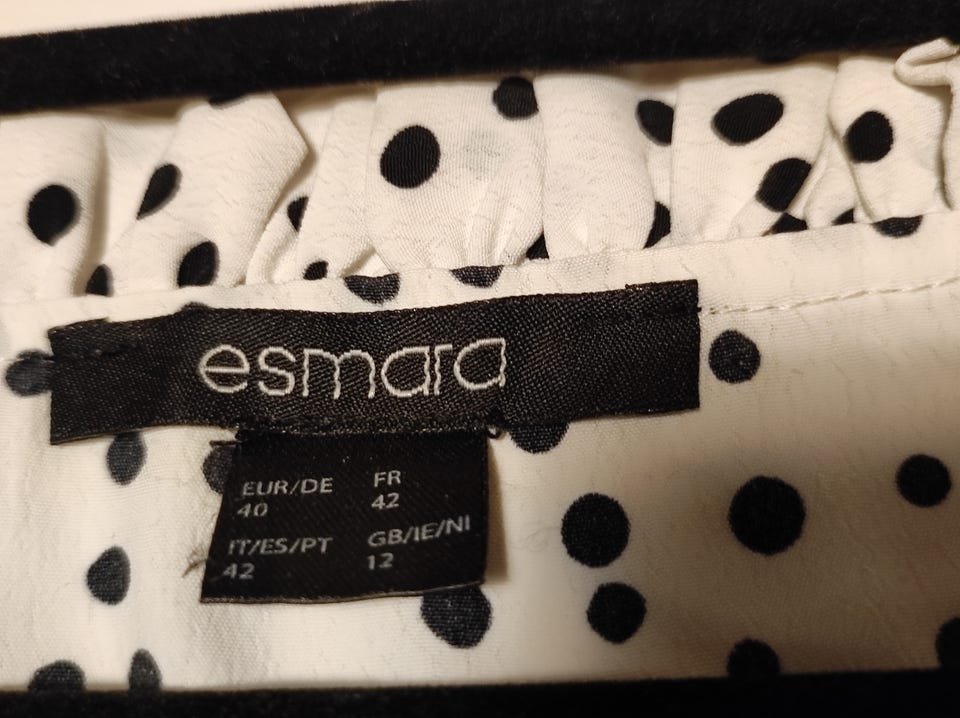 esmara
EUR/DE FR
40 42
IT/ES/PT GB/IE/NI
42 12